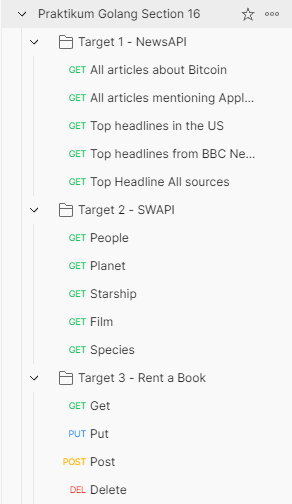 Praktikum Golang Section 16
Target 1 - NewsAPI
GET All articles about Bitcoin
GET All articles mentioning Appl...
GET Top headlines in the US
GET Top headlines from BBC Ne...
GET Top Headline All sources
Target 2 - SWAPI
GET People
GET Planet
GET Starship
GET Film
GET Species
Target 3 - Rent a Book
GET Get
PUT Put
POST Post
DEL Delete